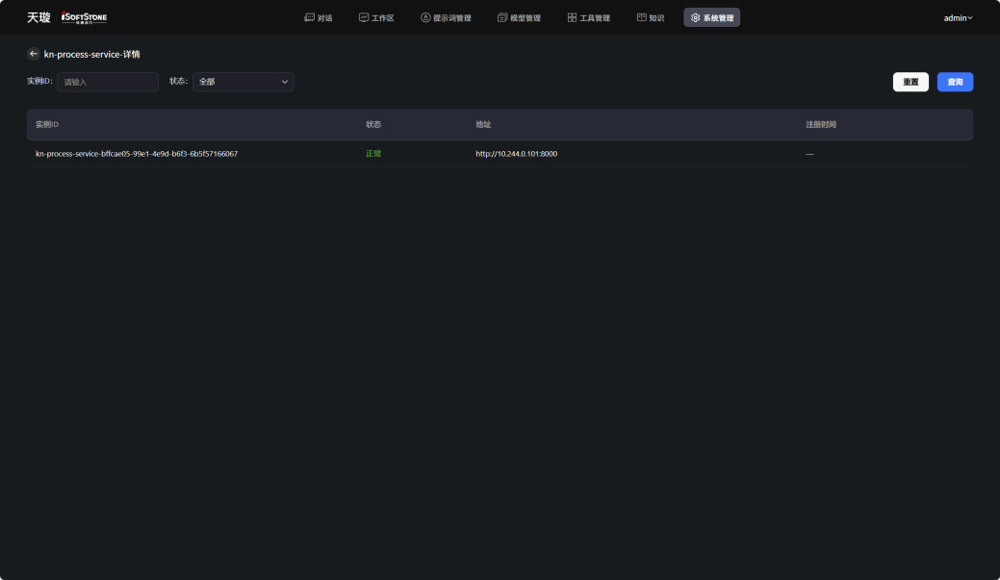 天璇 iSOFTSTONE 对话 工作区 提示词管理 模型管理 工具管理 知识 系统管理 admin
kn-process-service-详情
实例ID: 请输入 状态: 全部 重置 查询
实例ID 状态 地址 注册时间
kn-process-service-bffcae05-99e1-4e9d-b6f3-6b5f57166067 正常 http://10.244.0.101:8000 —